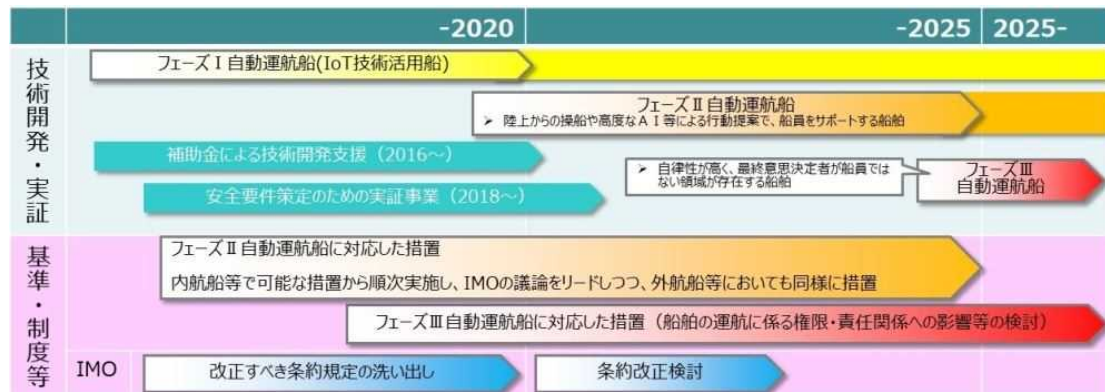 -2020
-2025
2025-
技術開発・実証
フェーズⅠ自動運航船(IoT技術活用船)
フェーズⅡ自動運航船
➢ 陸上からの操船や高度なAI等による行動提案で、船員をサポートする船舶
補助金による技術開発支援（2016～）
➢ 自律性が高く、最終意思決定者が船員では
ない領域が存在する船舶
フェーズⅢ
自動運航船
安全要件策定のための実証事業（2018～）
基準・制度等
フェーズⅡ自動運航船に対応した措置
内航船等で可能な措置から順次実施し、IMOの議論をリードしつつ、外航船等においても同様に措置
フェーズⅢ自動運航船に対応した措置（船舶の運航に係る権限・責任関係への影響等の検討）
IMO
改正すべき条約規定の洗い出し
条約改正検討